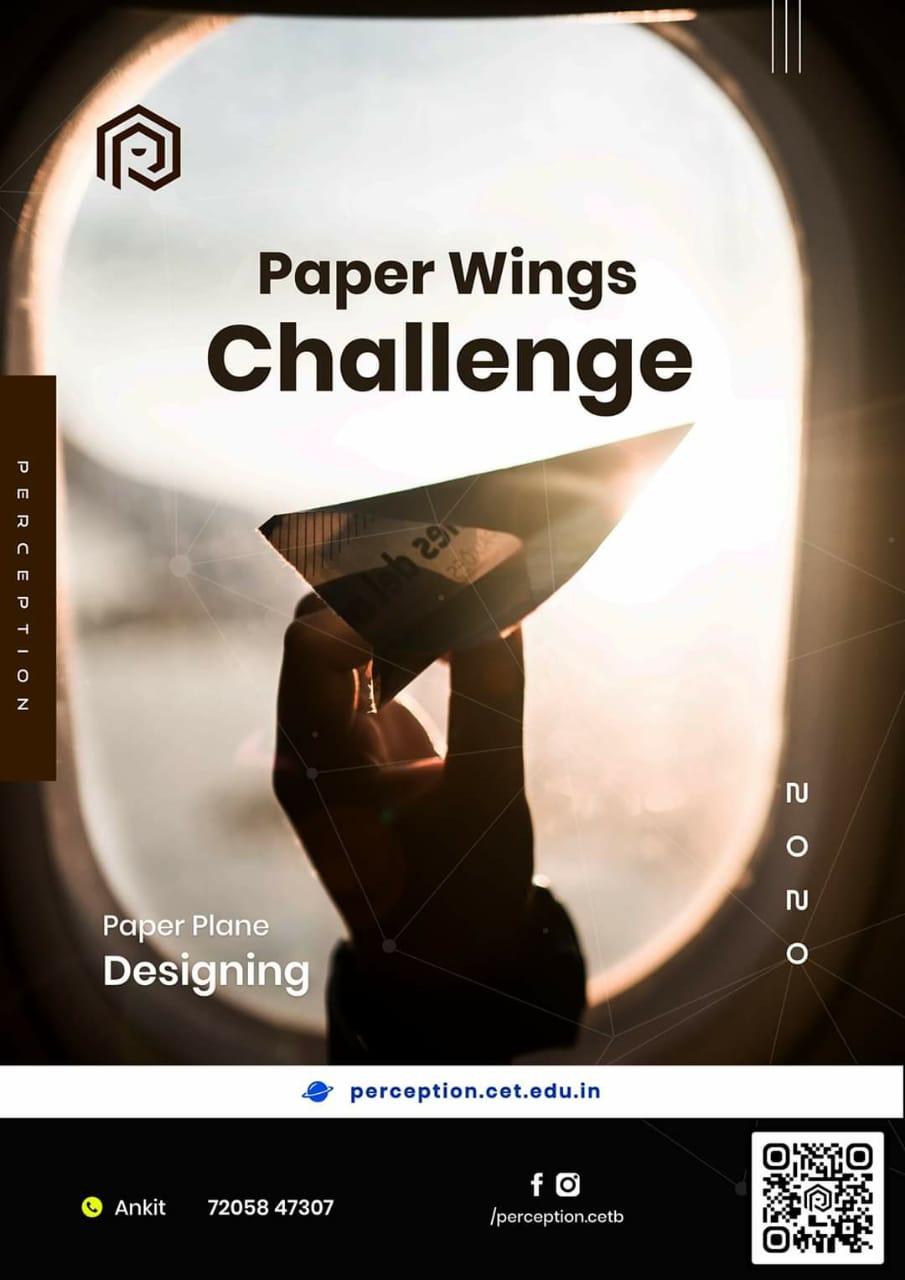 Paper Wings
Challenge
PERCEPTION
2020
Paper Plane
Designing
perception.cet.edu.in
Ankit 72058 47307
/perception.cetb